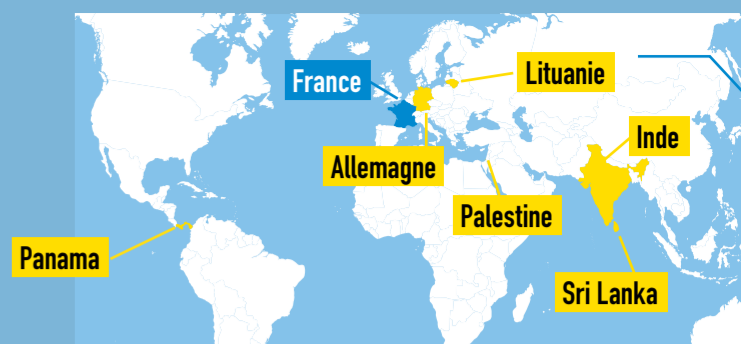 Lituanie
France
Inde
Allemagne
Palestine
Panama
Sri Lanka